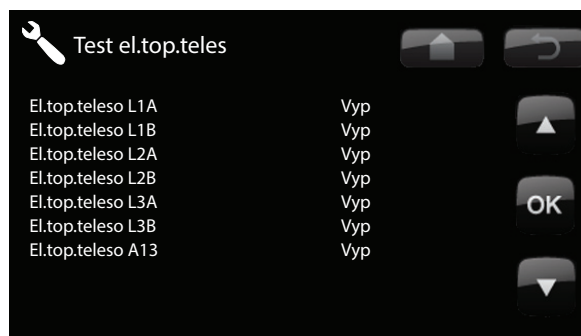 Test el.top.teles
El.top.teleso L1A Vyp
El.top.teleso L1B Vyp
El.top.teleso L2A Vyp
El.top.teleso L2B Vyp
El.top.teleso L3A Vyp
OK
El.top.teleso L3B Vyp
El.top.teleso A13 Vyp